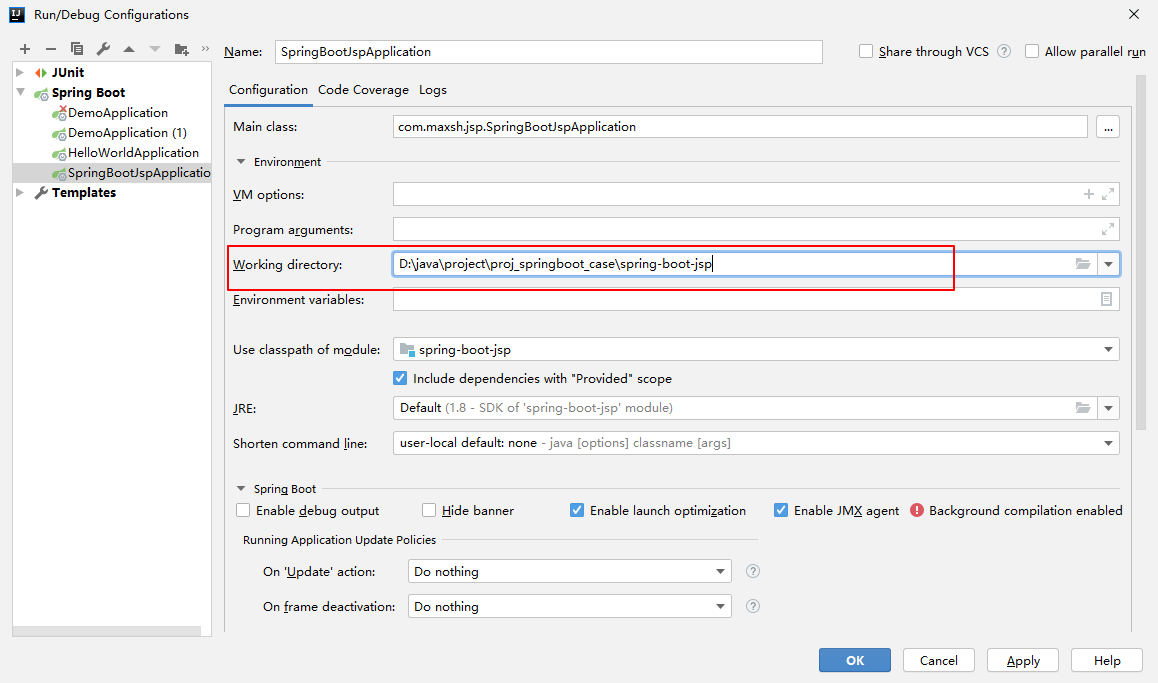 Run/Debug Configurations
Name: SpringBootJspApplication Share through VCS ? Allow parallel run
JUnit
Spring Boot
DemoApplication
DemoApplication (1)
HelloWorldApplication
SpringBootJspApplicatio
Templates
Configuration Code Coverage Logs
Main class: com.maxsh.jsp.SpringBootJspApplication ...
Environment
VM options:
Program arguments:
Working directory: D:\java\project\proj_springboot_case\spring-boot-jsp
Environment variables:
Use classpath of module: spring-boot-jsp
Include dependencies with "Provided" scope
JRE: Default (1.8 - SDK of 'spring-boot-jsp' module)
Shorten command line: user-local default: none - java [options] classname [args]
Spring Boot
Enable debug output Hide banner Enable launch optimization Enable JMX agent Background compilation enabled
Running Application Update Policies
On 'Update' action: Do nothing ?
On frame deactivation: Do nothing ?
OK Cancel Apply Help